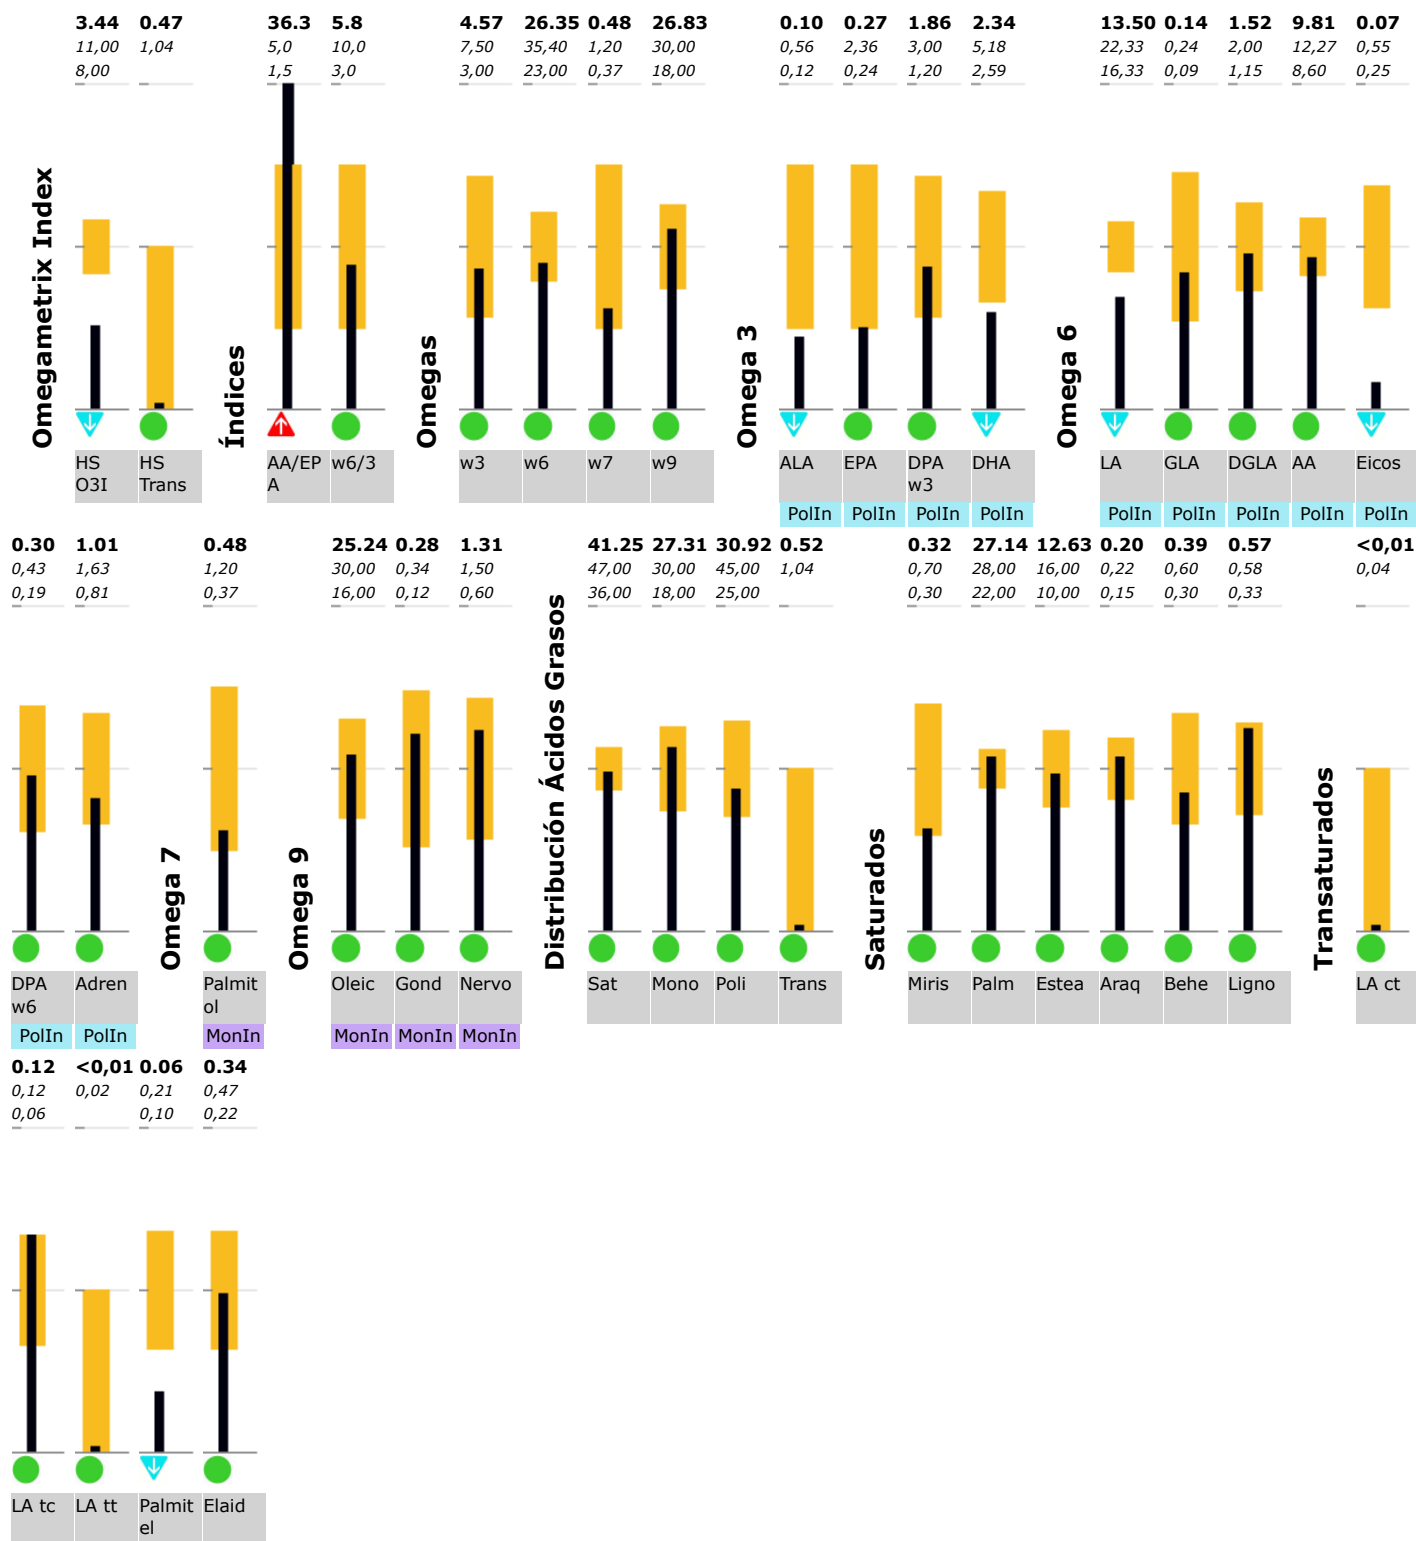 3.44 0.47 36.3 5.8 4.57 26.35 0.48 26.83 0.10 0.27 1.86 2.34 13.50 0.14 1.52 9.81 0.07
11,00 1,04 5,0 10,0 7,50 35,40 1,20 30,00 0,56 2,36 3,00 5,18 22,33 0,24 2,00 12,27 0,55
8,00 1,5 3,0 3,00 23,00 0,37 18,00 0,12 0,24 1,20 2,59 16,33 0,09 1,15 8,60 0,25
Omegametrix Index
Índices
Omegas
Omega 3
Omega 6
HS HS AA/EP w6/3 w3 w6 w7 w9 ALA EPA DPA DHA LA GLA DGLA AA Eicos
O3I Trans A w3
PolIn PolIn PolIn PolIn PolIn PolIn PolIn PolIn PolIn
0.30 1.01 0.48 25.24 0.28 1.31 41.25 27.31 30.92 0.52 0.32 27.14 12.63 0.20 0.39 0.57 <0,01
0,43 1,63 1,20 30,00 0,34 1,50 47,00 30,00 45,00 1,04 0,70 28,00 16,00 0,22 0,60 0,58 0,04
0,19 0,81 0,37 16,00 0,12 0,60 36,00 18,00 25,00 0,30 22,00 10,00 0,15 0,30 0,33
Omega 7
Omega 9
Distribución Ácidos Grasos
Saturados
Transaturados
DPA Adren Palmit Oleic Gond Nervo Sat Mono Poli Trans Miris Palm Estea Araq Behe Ligno LA ct
w6 ol
PolIn PolIn MonIn MonIn MonIn MonIn
0.12 <0,01 0.06 0.34
0,12 0,02 0,21 0,47
0,06 0,10 0,22
LA tc LA tt Palmit Elaid
el